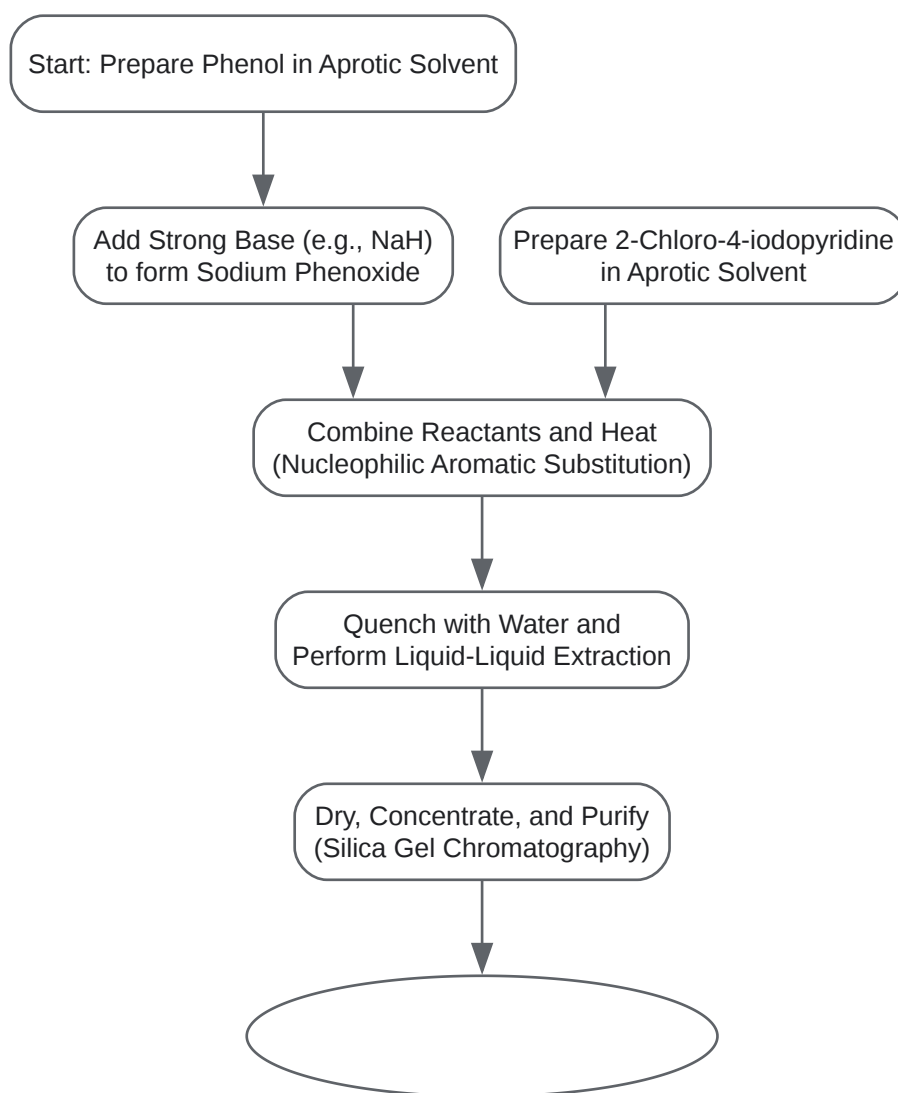 Start: Prepare Phenol in Aprotic Solvent
Add Strong Base (e.g., NaH)
to form Sodium Phenoxide
Prepare 2-Chloro-4-iodopyridine
in Aprotic Solvent
Combine Reactants and Heat
(Nucleophilic Aromatic Substitution)
Quench with Water and
Perform Liquid-Liquid Extraction
Dry, Concentrate, and Purify
(Silica Gel Chromatography)